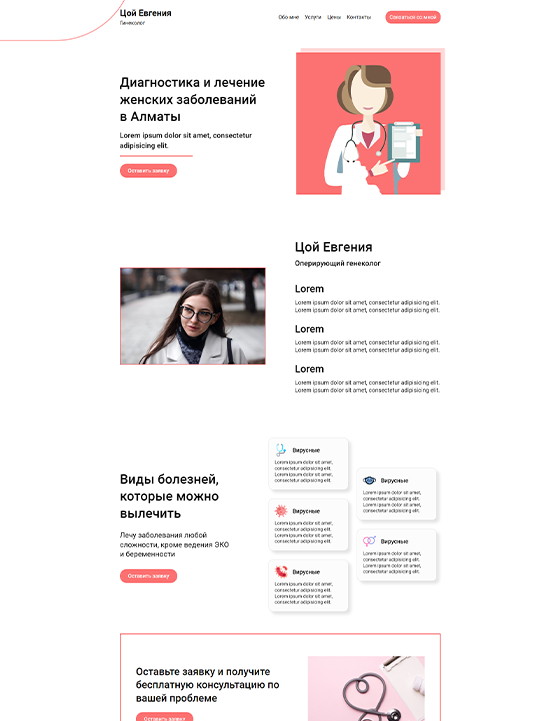 Цой Евгения
Гинеколог
Обо мне Услуги Цены Контакты
Связаться со мной
Диагностика и лечение
женских заболеваний
в Алматы
Lorem ipsum dolor sit amet, consectetur
adipisicing elit.
Оставить заявку
Цой Евгения
Оперирующий генеколог
Lorem
Lorem ipsum dolor sit amet, consectetur adipisicing elit.
Lorem ipsum dolor sit amet, consectetur adipisicing elit.
Lorem
Lorem ipsum dolor sit amet, consectetur adipisicing elit.
Lorem ipsum dolor sit amet, consectetur adipisicing elit.
Lorem
Lorem ipsum dolor sit amet, consectetur adipisicing elit.
Lorem ipsum dolor sit amet, consectetur adipisicing elit.
Виды болезней,
которые можно
вылечить
Лечу заболевания любой
сложности, кроме ведения ЭКО
и беременности
Оставить заявку
Вирусные
Lorem ipsum dolor sit amet,
consectetur adipisicing elit.
Lorem ipsum dolor sit amet,
consectetur adipisicing elit.
Вирусные
Lorem ipsum dolor sit amet,
consectetur adipisicing elit.
Lorem ipsum dolor sit amet,
consectetur adipisicing elit.
Вирусные
Lorem ipsum dolor sit amet,
consectetur adipisicing elit.
Lorem ipsum dolor sit amet,
consectetur adipisicing elit.
Вирусные
Lorem ipsum dolor sit amet,
consectetur adipisicing elit.
Lorem ipsum dolor sit amet,
consectetur adipisicing elit.
Вирусные
Lorem ipsum dolor sit amet,
consectetur adipisicing elit.
Lorem ipsum dolor sit amet,
consectetur adipisicing elit.
Оставьте заявку и получите
бесплатную консультацию по
вашей проблеме
Оставить заявку